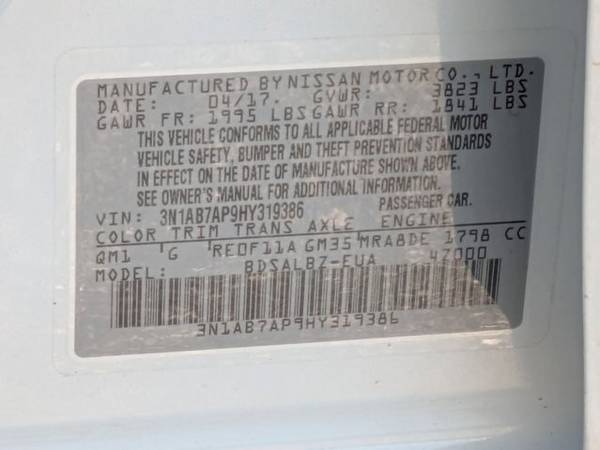 MANUFACTURED BY NISSAN MOTOR CO., LTD.
DATE: 04/17. GVWR: 3823 LBS
GAWR FR: 1995 LBS GAWR RR: 1841 LBS
THIS VEHICLE CONFORMS TO ALL APPLICABLE FEDERAL MOTOR
VEHICLE SAFETY, BUMPER AND THEFT PREVENTION STANDARDS
IN EFFECT ON THE DATE OF MANUFACTURE SHOWN ABOVE.
SEE OWNER'S MANUAL FOR ADDITIONAL INFORMATION.
VIN: 3N1AB7AP9HY319386 PASSENGER CAR.
COLOR TRIM TRANS AXLE ENGINE
QM1 G RE0F11A GM35 MRA8DE 1798 CC
MODEL: BDSALBZ-EUA 47000
3N1AB7AP9HY319386